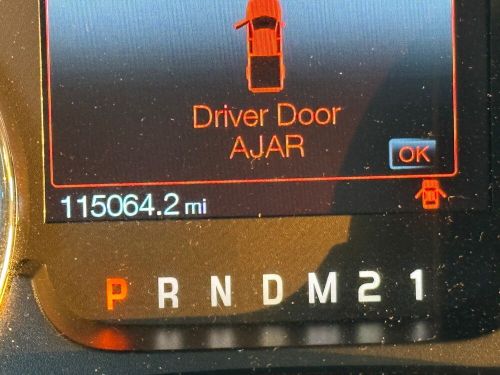 Driver Door
AJAR
OK
115064.2 mi
P R N D M 2 1